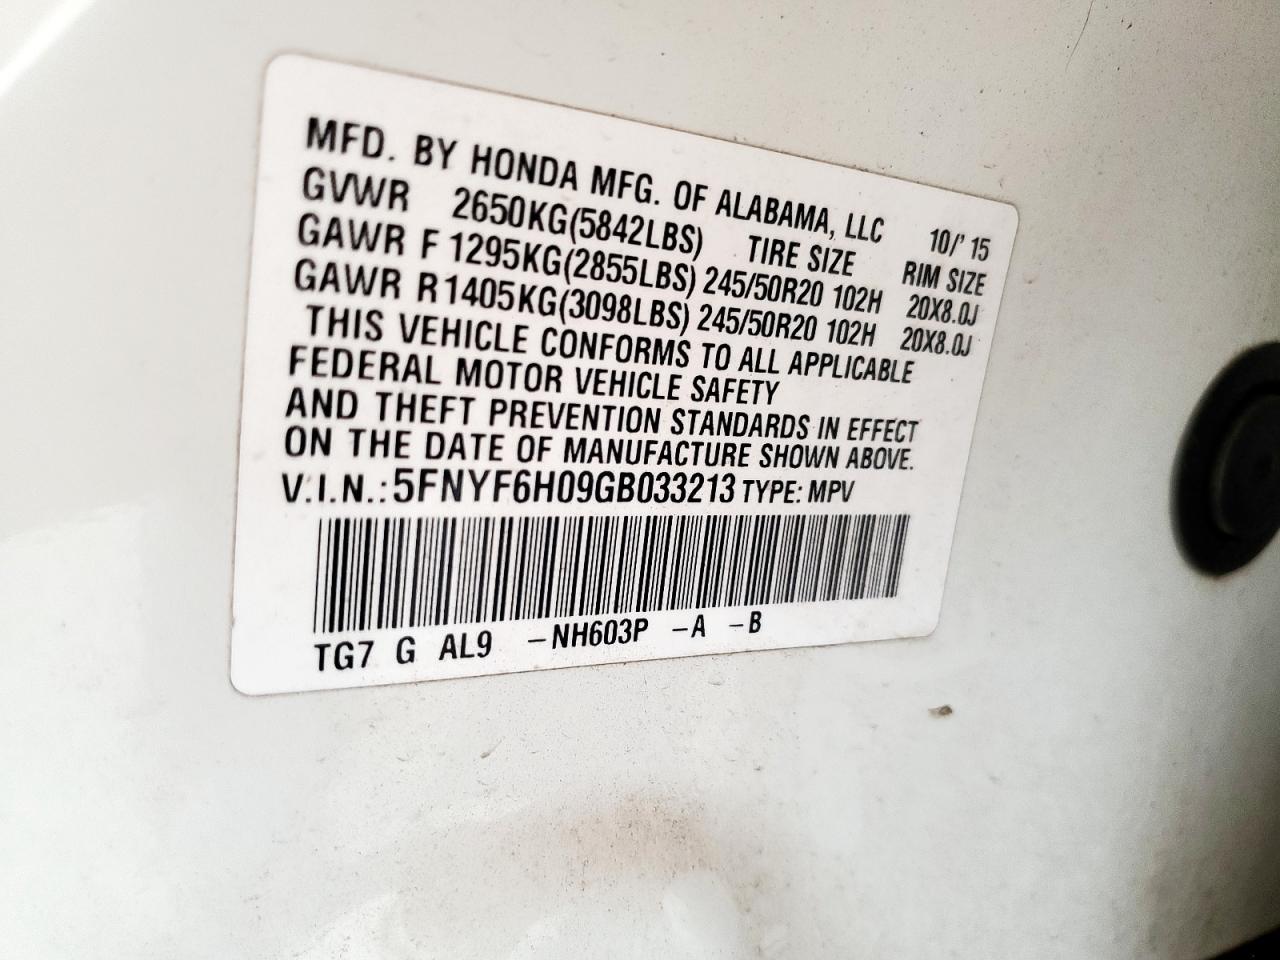 MFD. BY HONDA MFG. OF ALABAMA, LLC 10/'15
GVWR 2650KG(5842LBS) TIRE SIZE RIM SIZE
GAWR F 1295KG(2855LBS) 245/50R20 102H 20X8.0J
GAWR R 1405KG(3098LBS) 245/50R20 102H 20X8.0J
THIS VEHICLE CONFORMS TO ALL APPLICABLE
FEDERAL MOTOR VEHICLE SAFETY
AND THEFT PREVENTION STANDARDS IN EFFECT
ON THE DATE OF MANUFACTURE SHOWN ABOVE.
V.I.N.: 5FNYF6H09GB033213 TYPE: MPV
TG7 G AL9 -NH603P -A -B